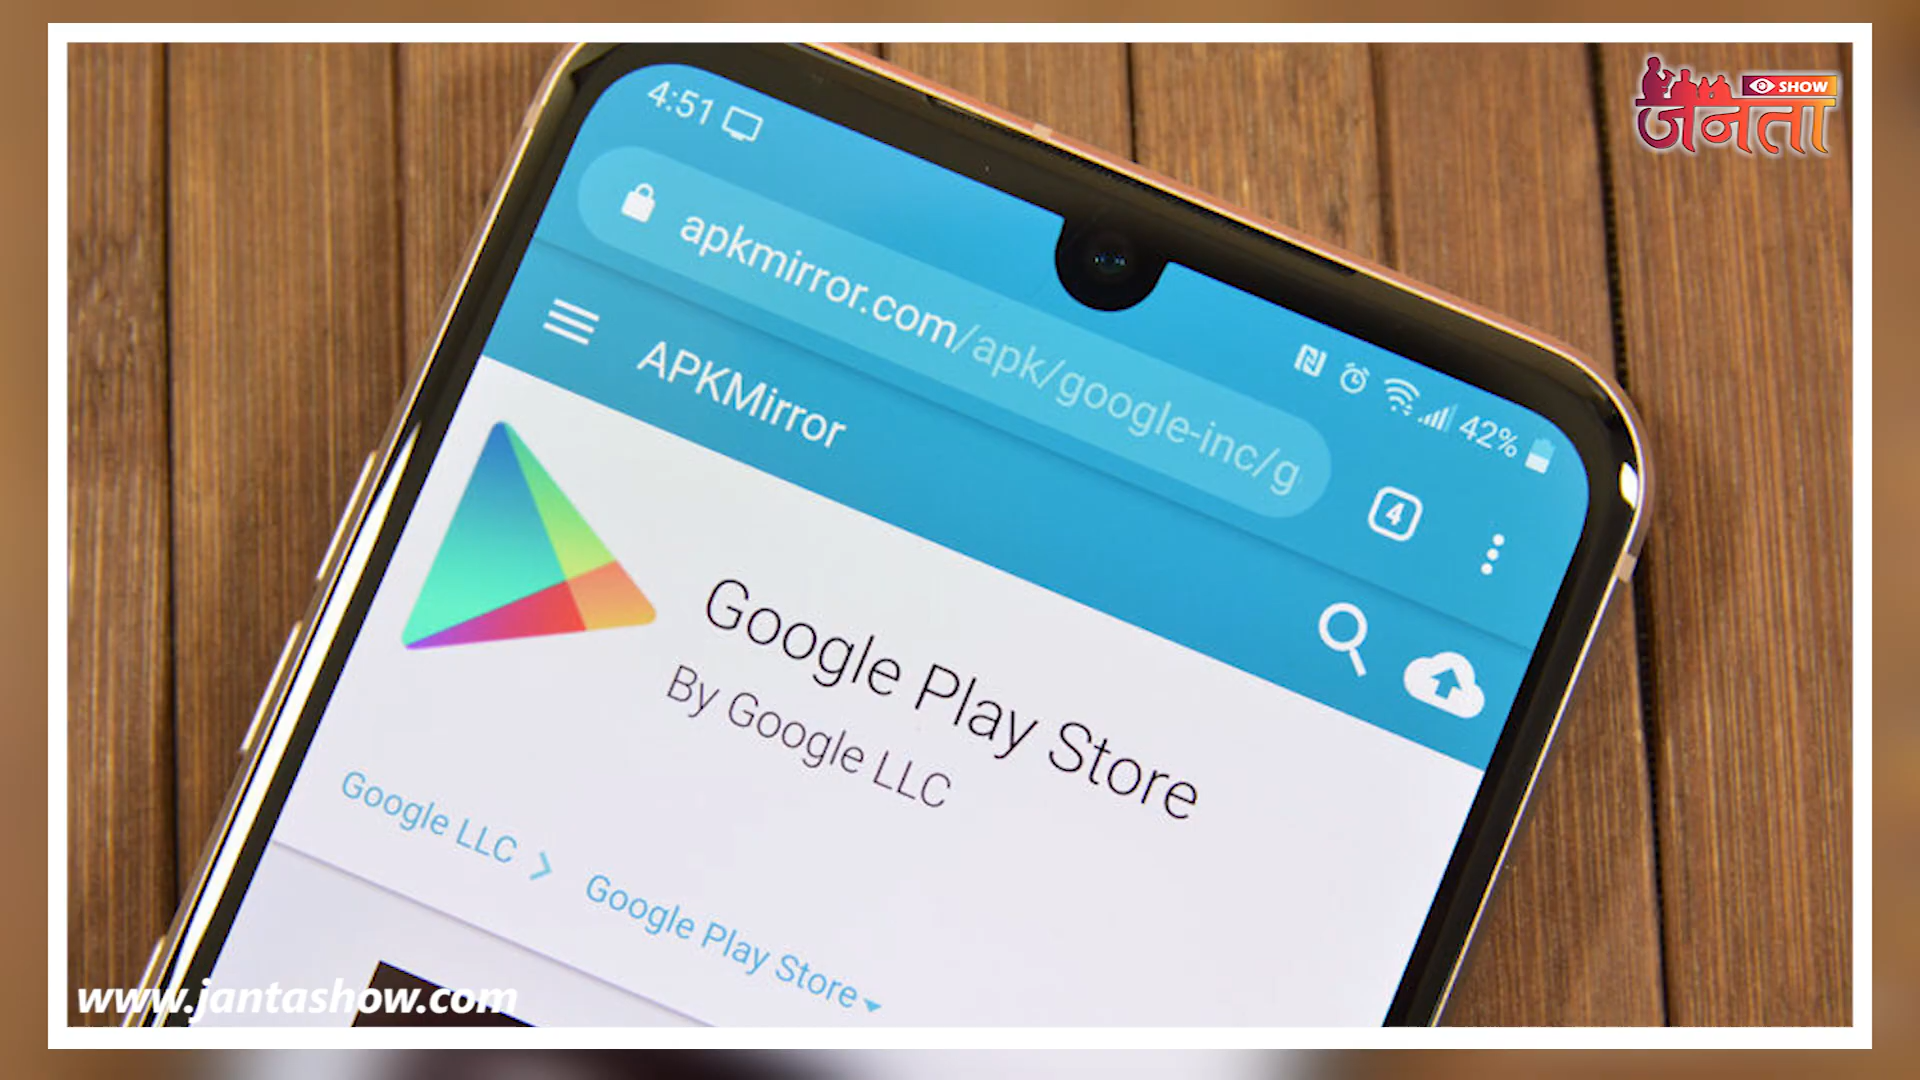 SHOW
जनता
4:51
42%
apkmirror.com/apk/google-inc/g
4
APKMirror
Google Play Store
By Google LLC
Google LLC > Google Play Store
www.jantashow.com